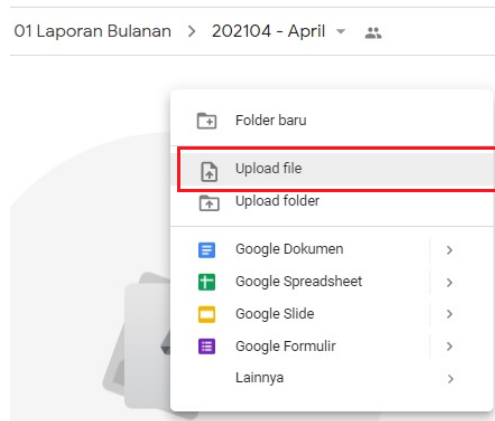 01 Laporan Bulanan > 202104 - April
Folder baru
Upload file
Upload folder
Google Dokumen
Google Spreadsheet
Google Slide
Google Formulir
Lainnya